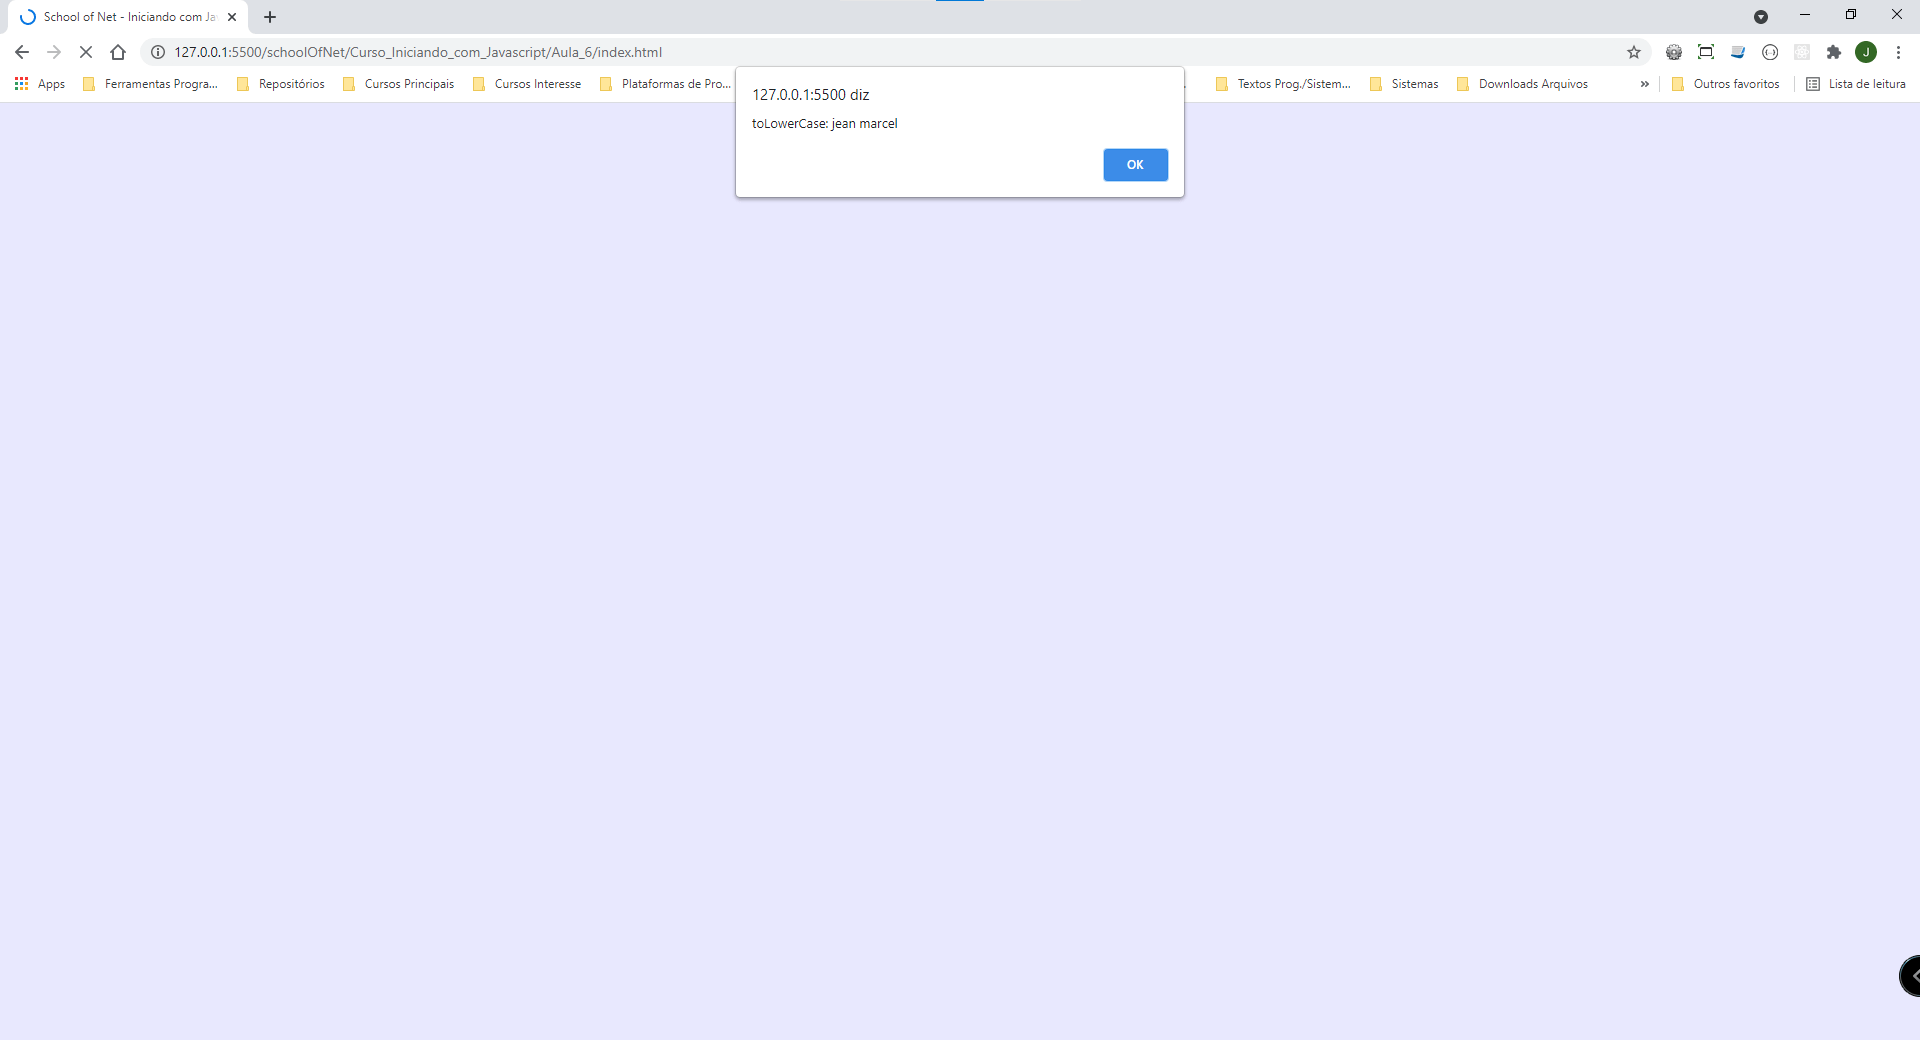 School of Net - Iniciando com Ja
127.0.0.1:5500/schoolOfNet/Curso_Iniciando_com_Javascript/Aula_6/index.html
J
Apps Ferramentas Progra... Repositórios Cursos Principais Cursos Interesse Plataformas de Pro... Textos Prog./Sistem... Sistemas Downloads Arquivos » Outros favoritos Lista de leitura
127.0.0.1:5500 diz
toLowerCase: jean marcel
OK